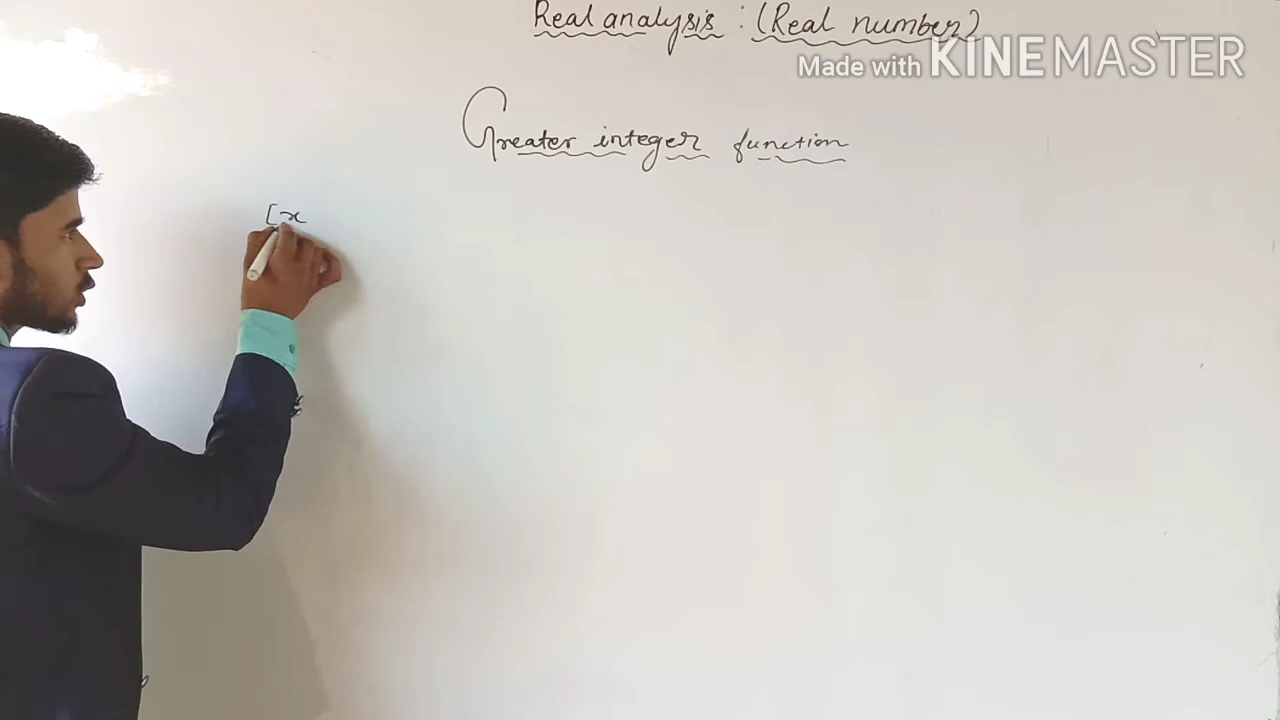 Real analysis : (Real number)
Made with KINEMASTER
Greater integer function
[x